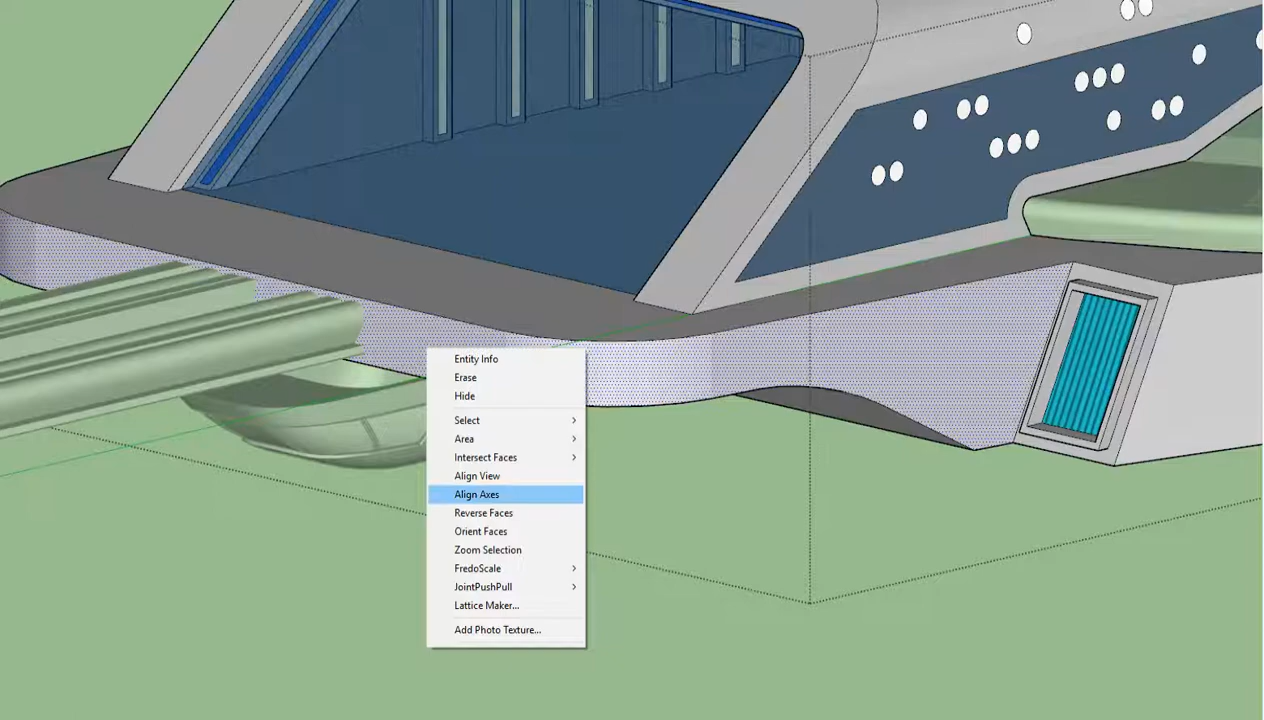 Entity Info
Erase
Hide
Select
Area
Intersect Faces
Align View
Align Axes
Reverse Faces
Orient Faces
Zoom Selection
FredoScale
JointPushPull
Lattice Maker...
Add Photo Texture...